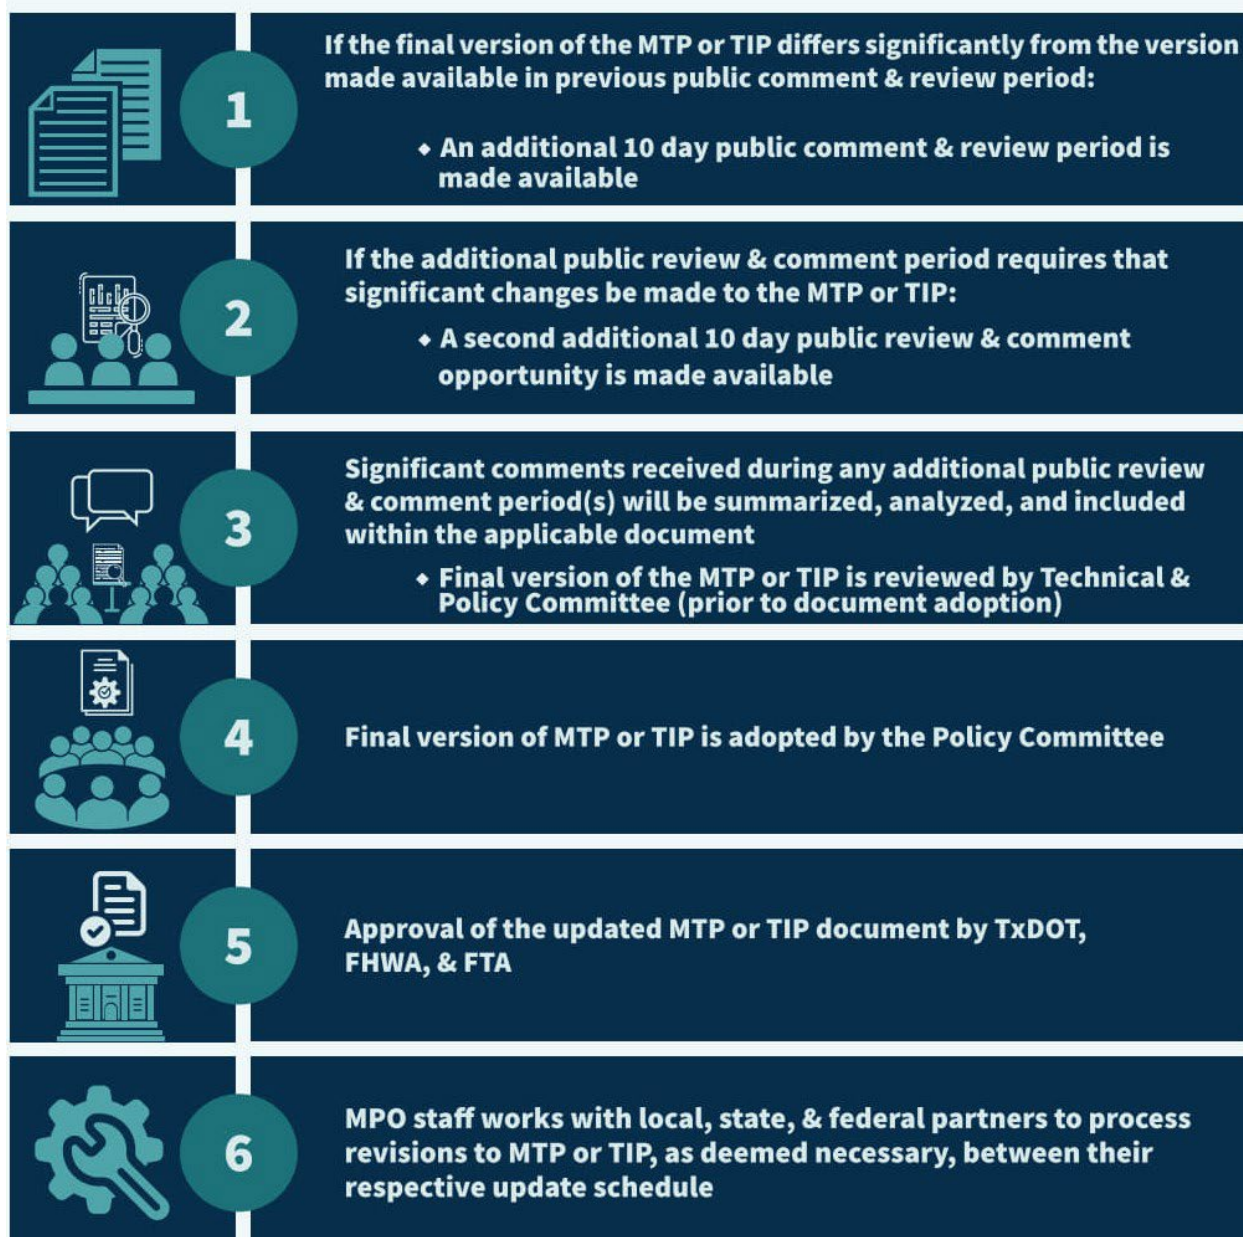 1
If the final version of the MTP or TIP differs significantly from the version
made available in previous public comment & review period:
◆ An additional 10 day public comment & review period is
made available
2
If the additional public review & comment period requires that
significant changes be made to the MTP or TIP:
◆ A second additional 10 day public review & comment
opportunity is made available
3
Significant comments received during any additional public review
& comment period(s) will be summarized, analyzed, and included
within the applicable document
◆ Final version of the MTP or TIP is reviewed by Technical &
Policy Committee (prior to document adoption)
4
Final version of MTP or TIP is adopted by the Policy Committee
5
Approval of the updated MTP or TIP document by TxDOT,
FHWA, & FTA
6
MPO staff works with local, state, & federal partners to process
revisions to MTP or TIP, as deemed necessary, between their
respective update schedule